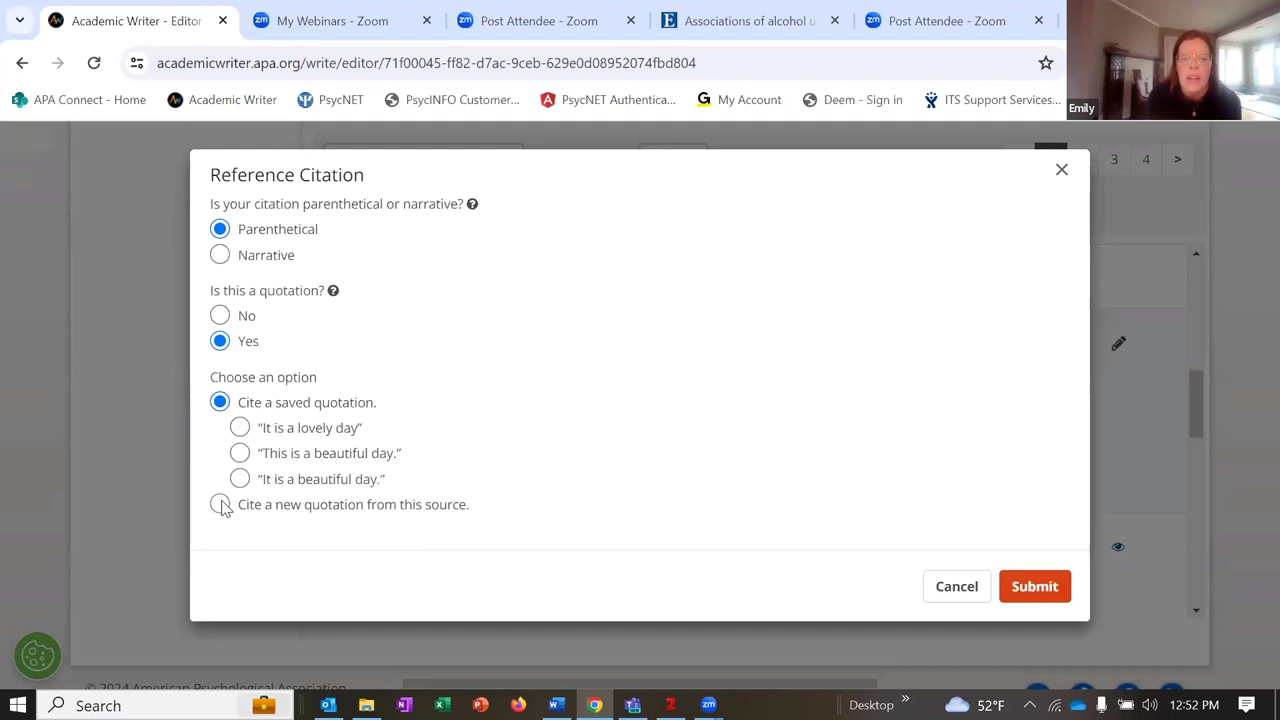 Academic Writer - Editor
My Webinars - Zoom
Post Attendee - Zoom
Associations of alcohol u
Post Attendee - Zoom
academicwriter.apa.org/write/editor/71f00045-ff82-d7ac-9ceb-629e0d08952074fbd804
APA Connect - Home
Academic Writer
PsycNET
PsycINFO Customer...
PsycNET Authentica...
My Account
Deem - Sign in
ITS Support Services...
Emily
3 4 >
Reference Citation
Is your citation parenthetical or narrative?
Parenthetical
Narrative
Is this a quotation?
No
Yes
Choose an option
Cite a saved quotation.
“It is a lovely day”
“This is a beautiful day.”
“It is a beautiful day.”
Cite a new quotation from this source.
Cancel
Submit
© 2024 American Psychological Association
Search
Desktop
52°F
12:52 PM